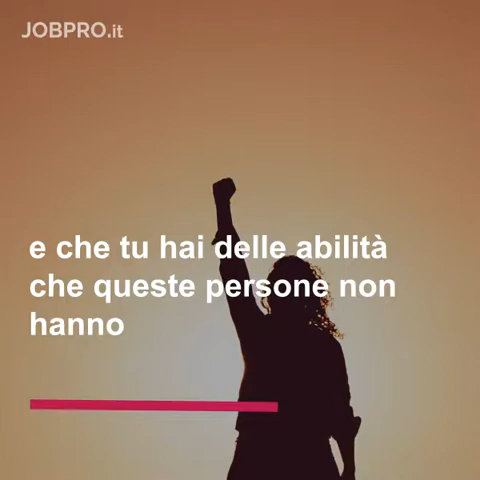 JOBPRO.it
e che tu hai delle abilità
che queste persone non
hanno